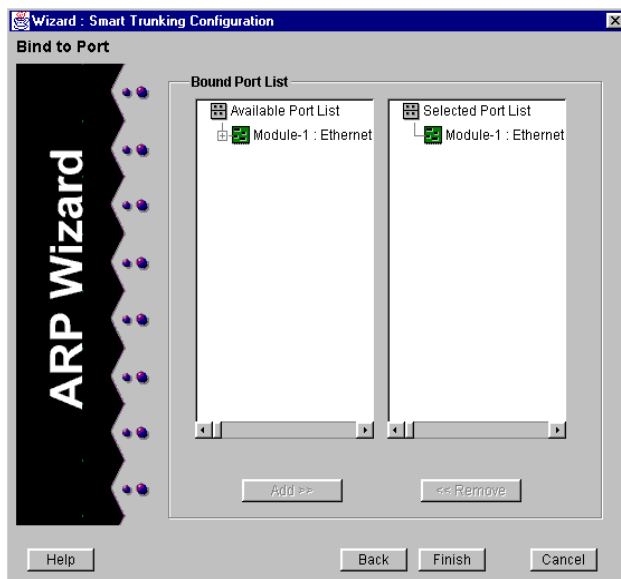 Wizard : Smart Trunking Configuration
Bind to Port
ARP Wizard
Bound Port List
Available Port List
Module-1 : Ethernet
Selected Port List
Module-1 : Ethernet
Add >>
<< Remove
Help
Back
Finish
Cancel